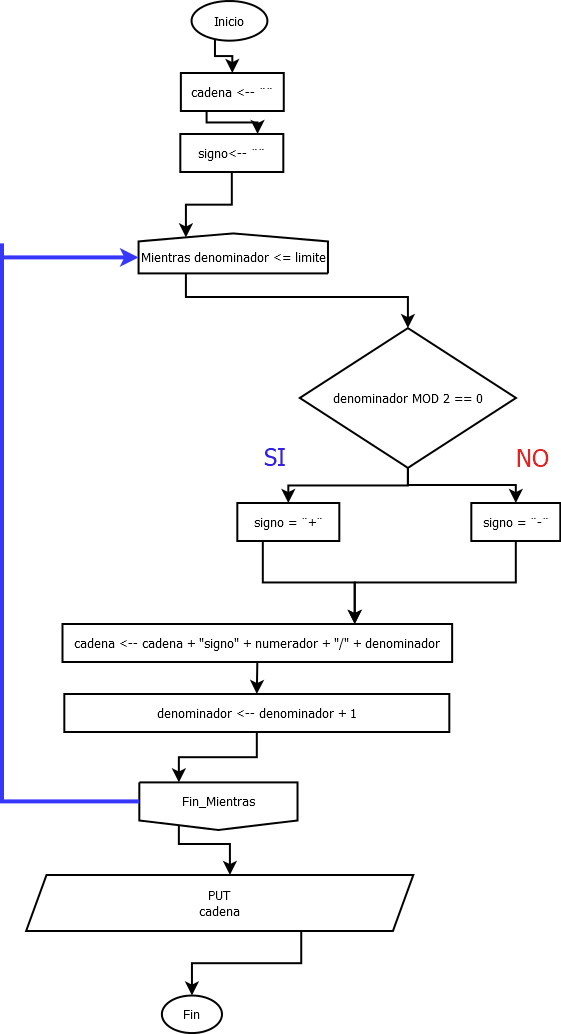 Inicio
cadena <-- ¨¨
signo<-- ¨¨
Mientras denominador <= limite
denominador MOD 2 == 0
SI
NO
signo = ¨+¨
signo = ¨-¨
cadena <-- cadena + "signo" + numerador + "/" + denominador
denominador <-- denominador + 1
Fin_Mientras
PUT
cadena
Fin